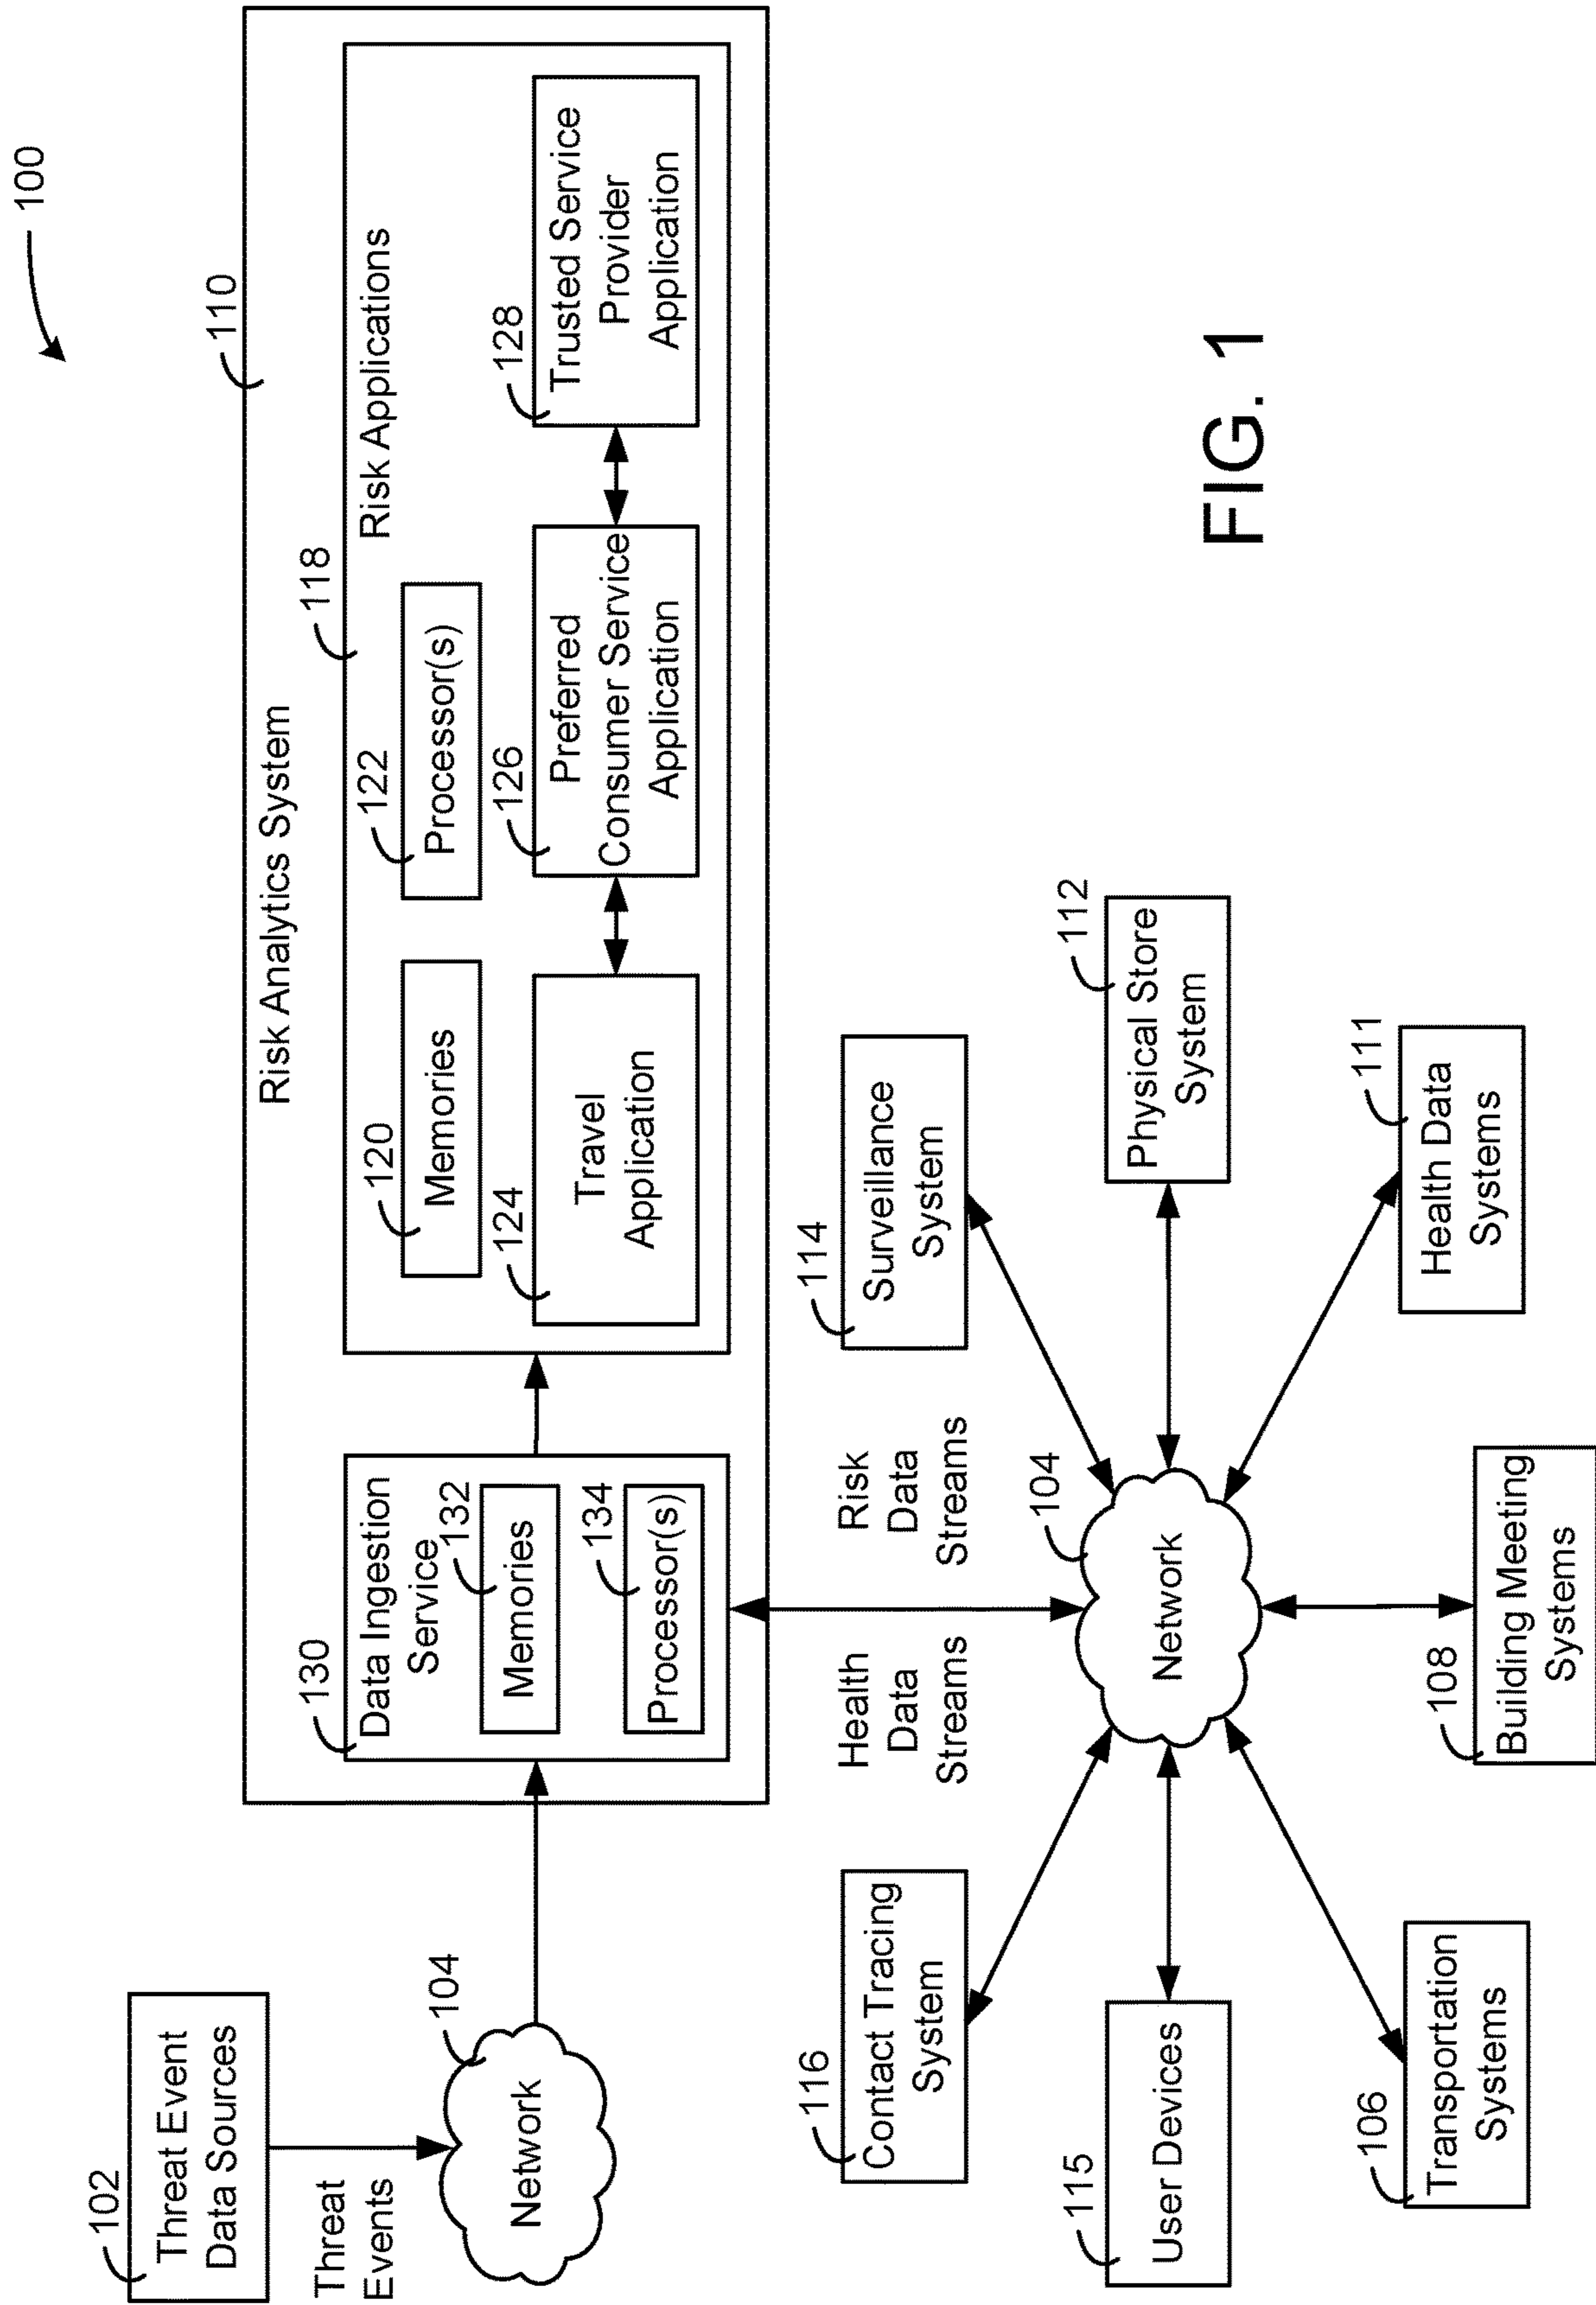 100
110
Risk Analytics System
118
Risk Applications
120
Memories
122
Processor(s)
124
Travel
Application
126
Preferred
Consumer Service
Application
128
Trusted Service
Provider
Application
130
Data Ingestion
Service
132
Memories
134
Processor(s)
102
Threat Event
Data Sources
Threat
Events
104
Network
Health
Data
Streams
Risk
Data
Streams
104
Network
116
Contact Tracing
System
114
Surveillance
System
115
User Devices
112
Physical Store
System
106
Transportation
Systems
108
Building Meeting
Systems
111
Health Data
Systems
FIG. 1